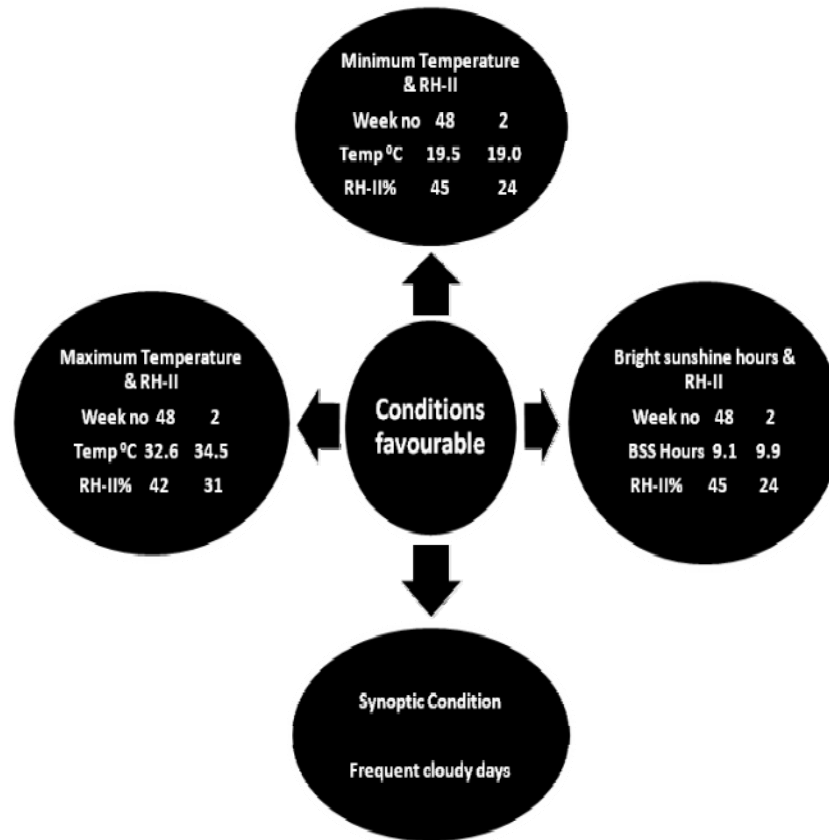 Minimum Temperature
& RH-II
Week no 48 2
Temp ⁰C 19.5 19.0
RH-II% 45 24
Maximum Temperature
& RH-II
Week no 48 2
Temp ⁰C 32.6 34.5
RH-II% 42 31
Conditions
favourable
Bright sunshine hours &
RH-II
Week no 48 2
BSS Hours 9.1 9.9
RH-II% 45 24
Synoptic Condition
Frequent cloudy days